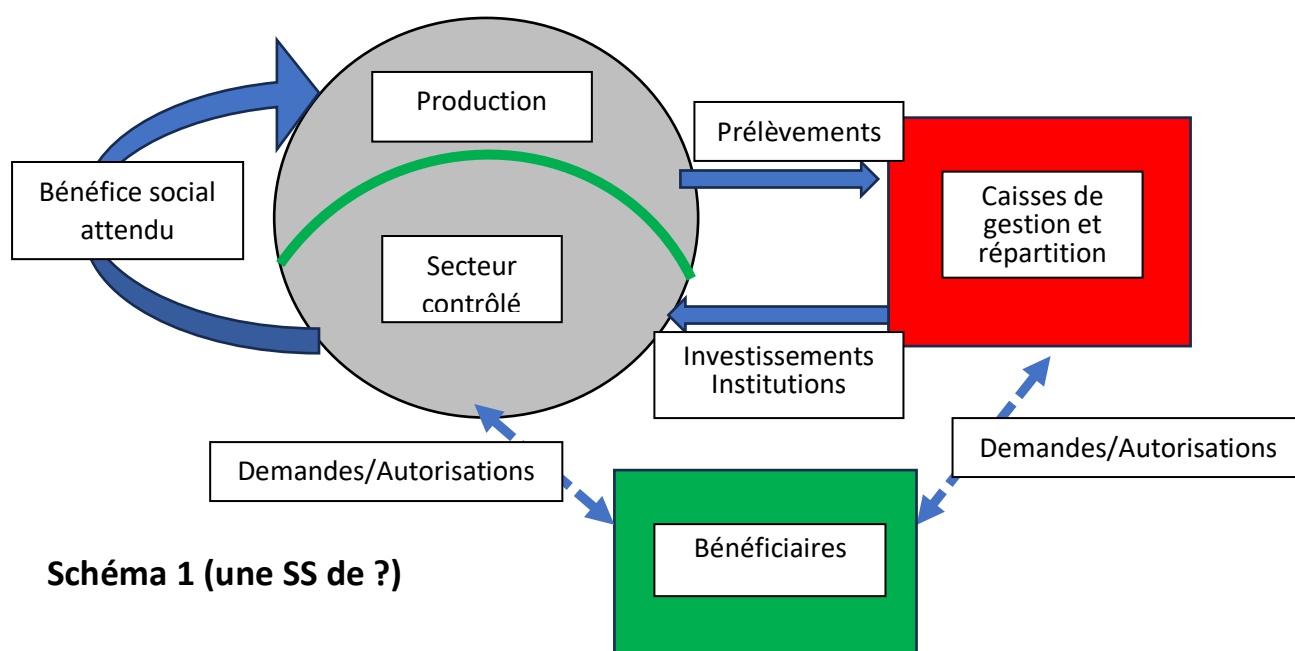 Production
Prélèvements
Bénéfice social
attendu
Caisses de
gestion et
répartition
Secteur
contrôlé
Investissements
Institutions
Demandes/Autorisations
Demandes/Autorisations
Bénéficiaires
Schéma 1 (une SS de ?)